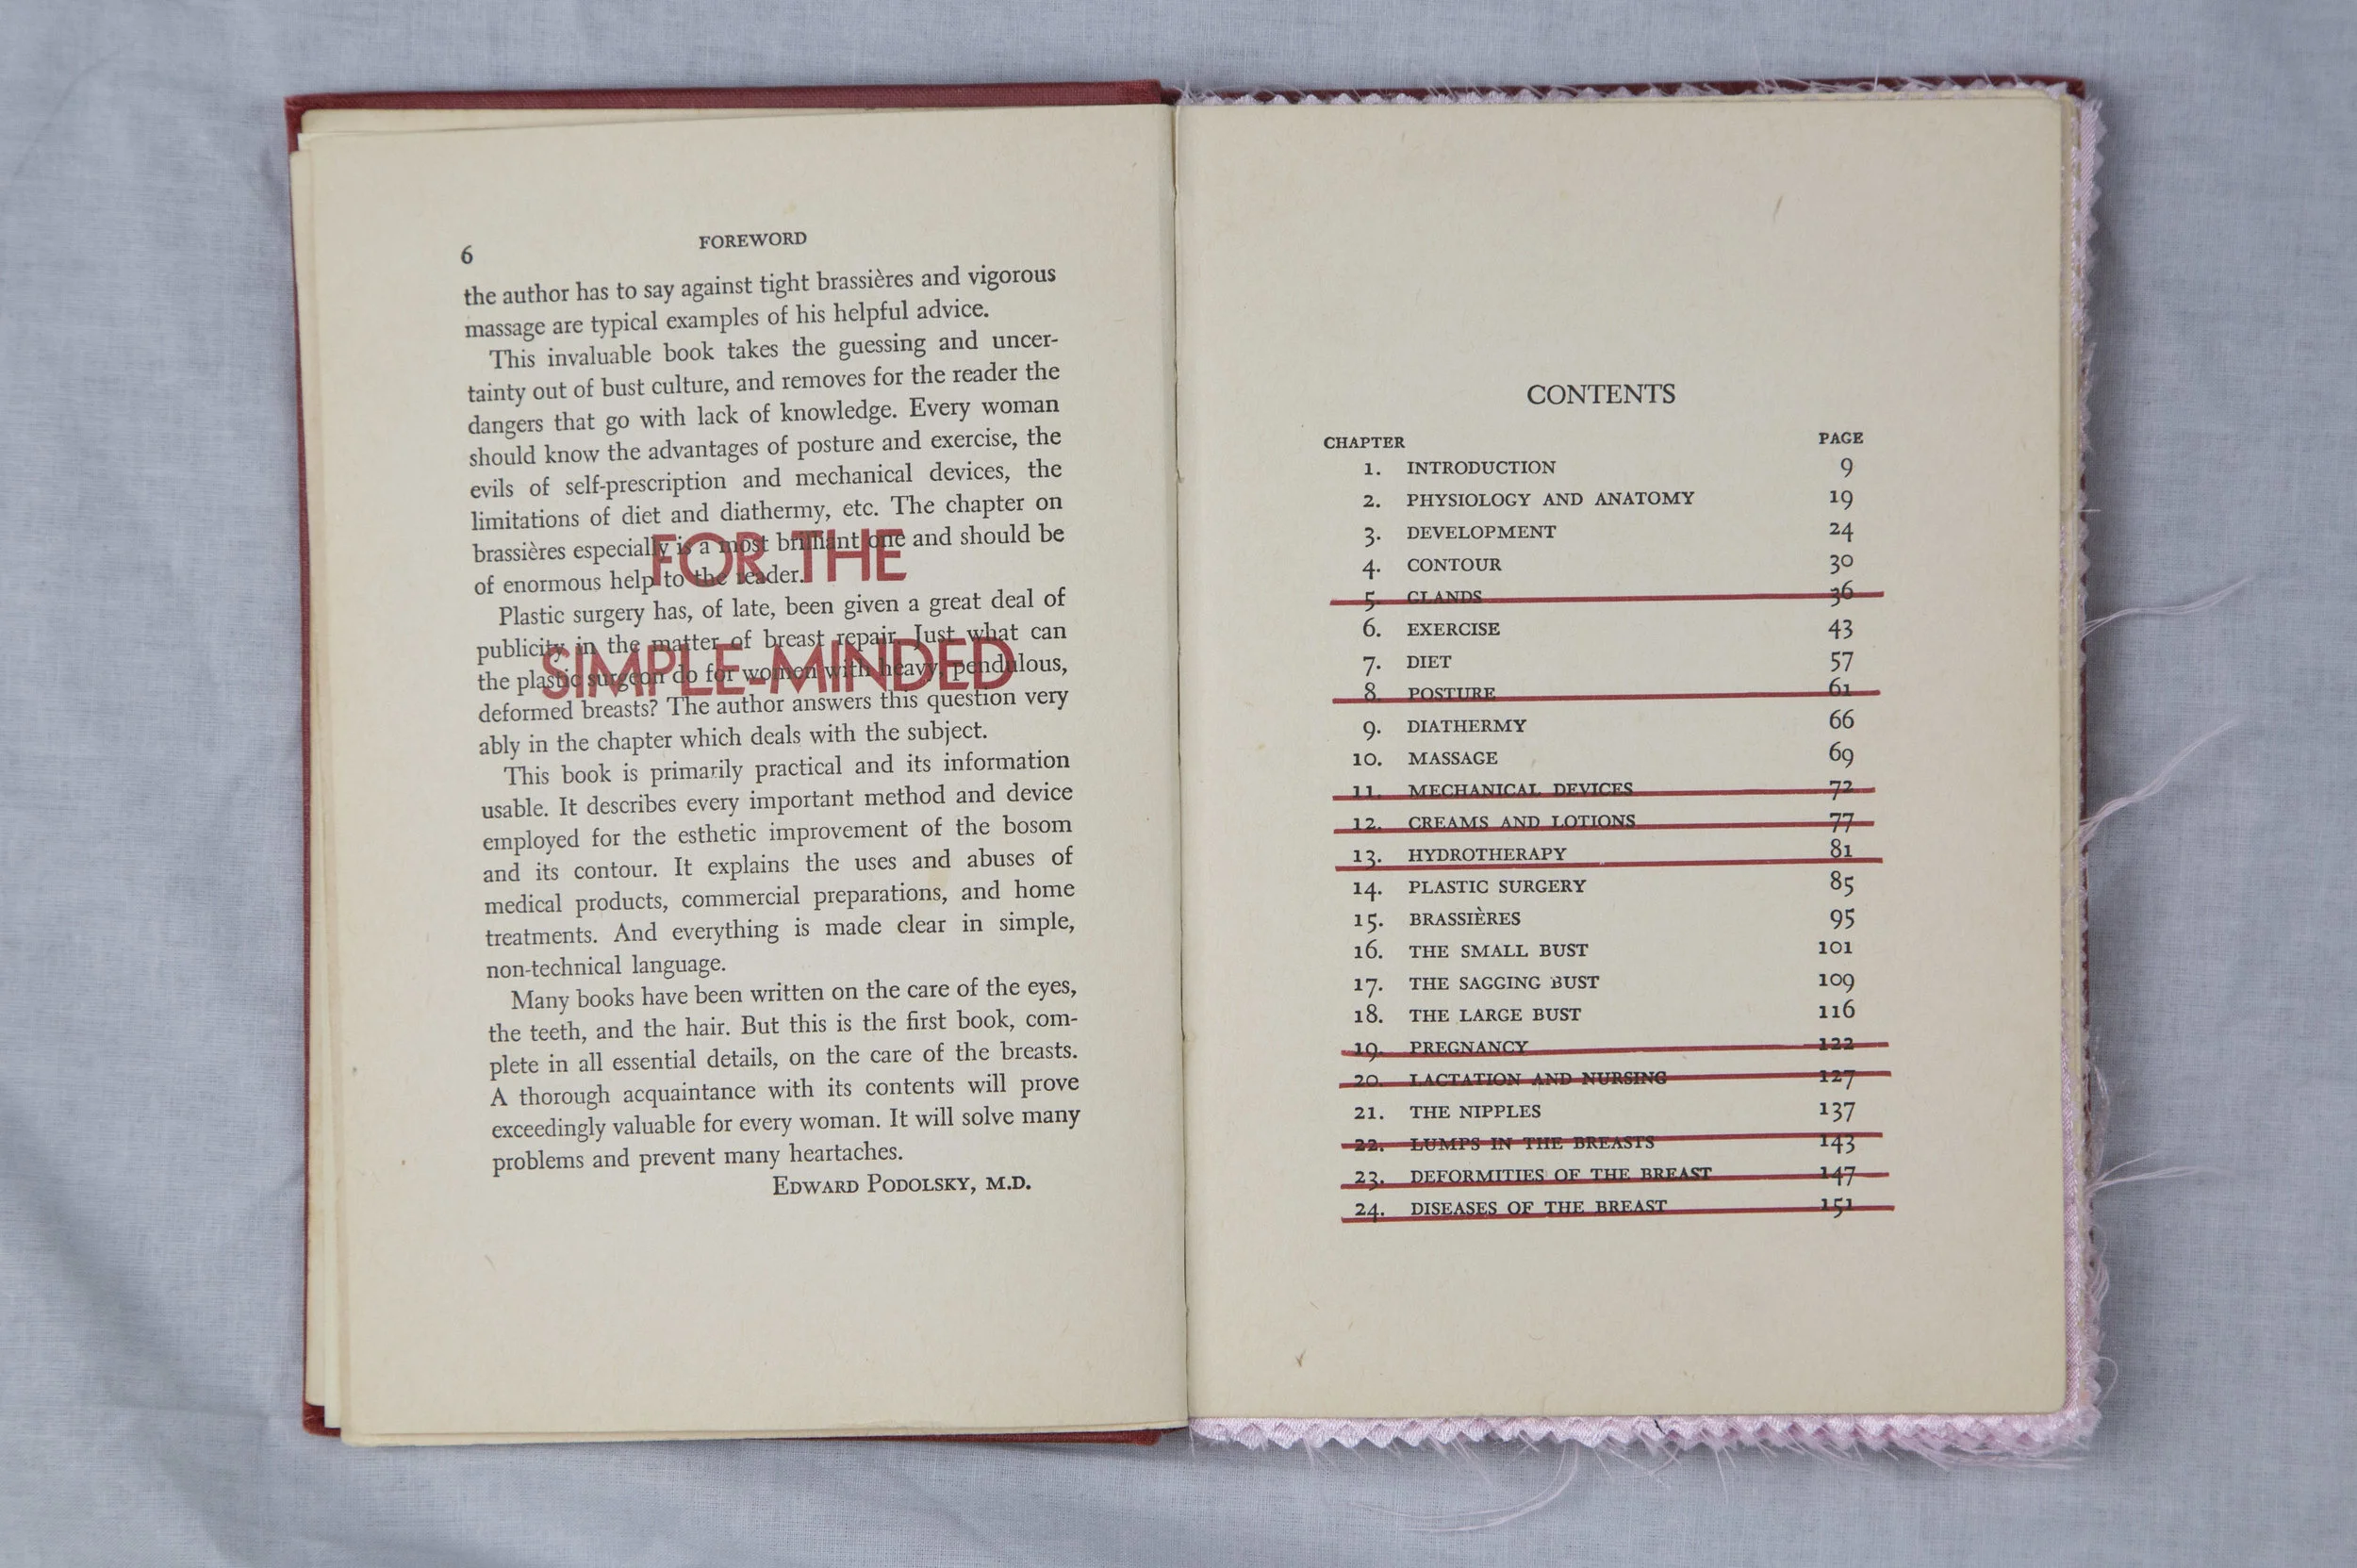 6 FOREWORD
the author has to say against tight brassières and vigorous
massage are typical examples of his helpful advice.
This invaluable book takes the guessing and uncer-
tainty out of bust culture, and removes for the reader the
dangers that go with lack of knowledge. Every woman
should know the advantages of posture and exercise, the
evils of self-prescription and mechanical devices, the
limitations of diet and diathermy, etc. The chapter on
brassières especially is a most brilliant one and should be
of enormous help to the reader.
FOR THE
Plastic surgery has, of late, been given a great deal of
publicity in the matter of breast repair. Just what can
the plastic surgeon do for women with heavy, pendulous,
SIMPLE-MINDED
deformed breasts? The author answers this question very
ably in the chapter which deals with the subject.
This book is primarily practical and its information
usable. It describes every important method and device
employed for the esthetic improvement of the bosom
and its contour. It explains the uses and abuses of
medical products, commercial preparations, and home
treatments. And everything is made clear in simple,
non-technical language.
Many books have been written on the care of the eyes,
the teeth, and the hair. But this is the first book, com-
plete in all essential details, on the care of the breasts.
A thorough acquaintance with its contents will prove
exceedingly valuable for every woman. It will solve many
problems and prevent many heartaches.
EDWARD PODOLSKY, M.D.
CONTENTS
CHAPTER PAGE
1. INTRODUCTION 9
2. PHYSIOLOGY AND ANATOMY 19
3. DEVELOPMENT 24
4. CONTOUR 30
5. GLANDS 36
6. EXERCISE 43
7. DIET 57
8. POSTURE 61
9. DIATHERMY 66
10. MASSAGE 69
11. MECHANICAL DEVICES 72
12. CREAMS AND LOTIONS 77
13. HYDROTHERAPY 81
14. PLASTIC SURGERY 85
15. BRASSIÈRES 95
16. THE SMALL BUST 101
17. THE SAGGING BUST 109
18. THE LARGE BUST 116
19. PREGNANCY 122
20. LACTATION AND NURSING 127
21. THE NIPPLES 137
22. LUMPS IN THE BREASTS 143
23. DEFORMITIES OF THE BREAST 147
24. DISEASES OF THE BREAST 151